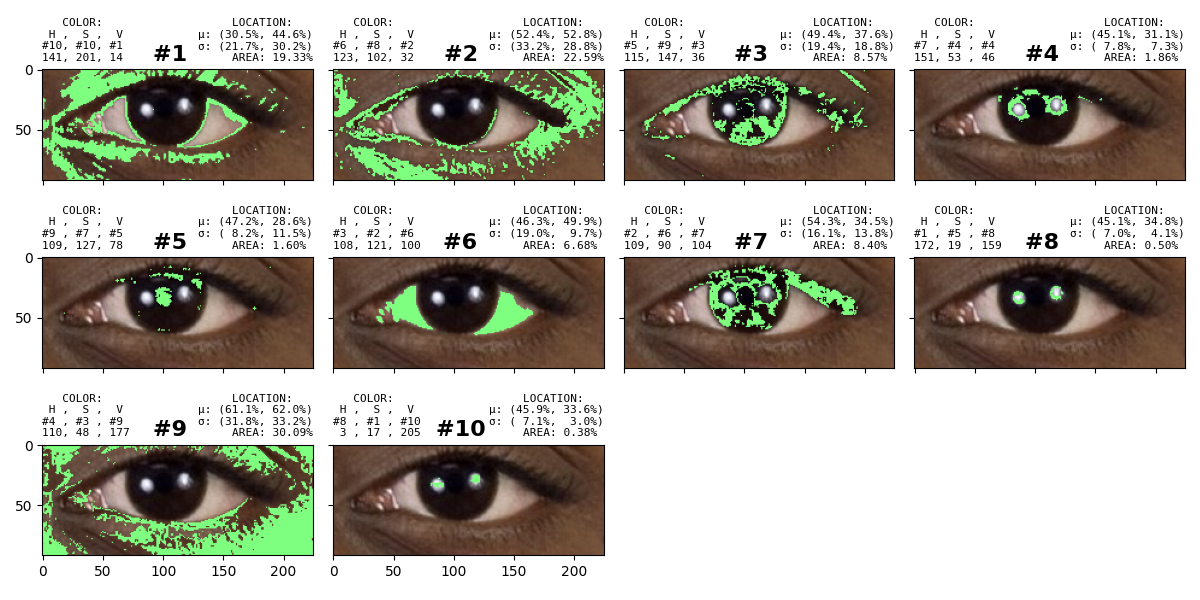 COLOR: LOCATION:
H , S , V μ: (30.5%, 44.6%)
#10, #10, #1 #1 σ: (21.7%, 30.2%)
141, 201, 14 AREA: 19.33%
COLOR: LOCATION:
H , S , V μ: (52.4%, 52.8%)
#6 , #8 , #2 #2 σ: (33.2%, 28.8%)
123, 102, 32 AREA: 22.59%
COLOR: LOCATION:
H , S , V μ: (49.4%, 37.6%)
#5 , #9 , #3 #3 σ: (19.4%, 18.8%)
115, 147, 36 AREA: 8.57%
COLOR: LOCATION:
H , S , V μ: (45.1%, 31.1%)
#7 , #4 , #4 #4 σ: ( 7.8%, 7.3%)
151, 53 , 46 AREA: 1.86%
0
50
COLOR: LOCATION:
H , S , V μ: (47.2%, 28.6%)
#9 , #7 , #5 #5 σ: ( 8.2%, 11.5%)
109, 127, 78 AREA: 1.60%
COLOR: LOCATION:
H , S , V μ: (46.3%, 49.9%)
#3 , #2 , #6 #6 σ: (19.0%, 9.7%)
108, 121, 100 AREA: 6.68%
COLOR: LOCATION:
H , S , V μ: (54.3%, 34.5%)
#2 , #6 , #7 #7 σ: (16.1%, 13.8%)
109, 90 , 104 AREA: 8.40%
COLOR: LOCATION:
H , S , V μ: (45.1%, 34.8%)
#1 , #5 , #8 #8 σ: ( 7.0%, 4.1%)
172, 19 , 159 AREA: 0.50%
0
50
COLOR: LOCATION:
H , S , V μ: (61.1%, 62.0%)
#4 , #3 , #9 #9 σ: (31.8%, 33.2%)
110, 48 , 177 AREA: 30.09%
COLOR: LOCATION:
H , S , V μ: (45.9%, 33.6%)
#8 , #1 , #10 #10 σ: ( 7.1%, 3.0%)
3 , 17 , 205 AREA: 0.38%
0
50
0 50 100 150 200
0 50 100 150 200